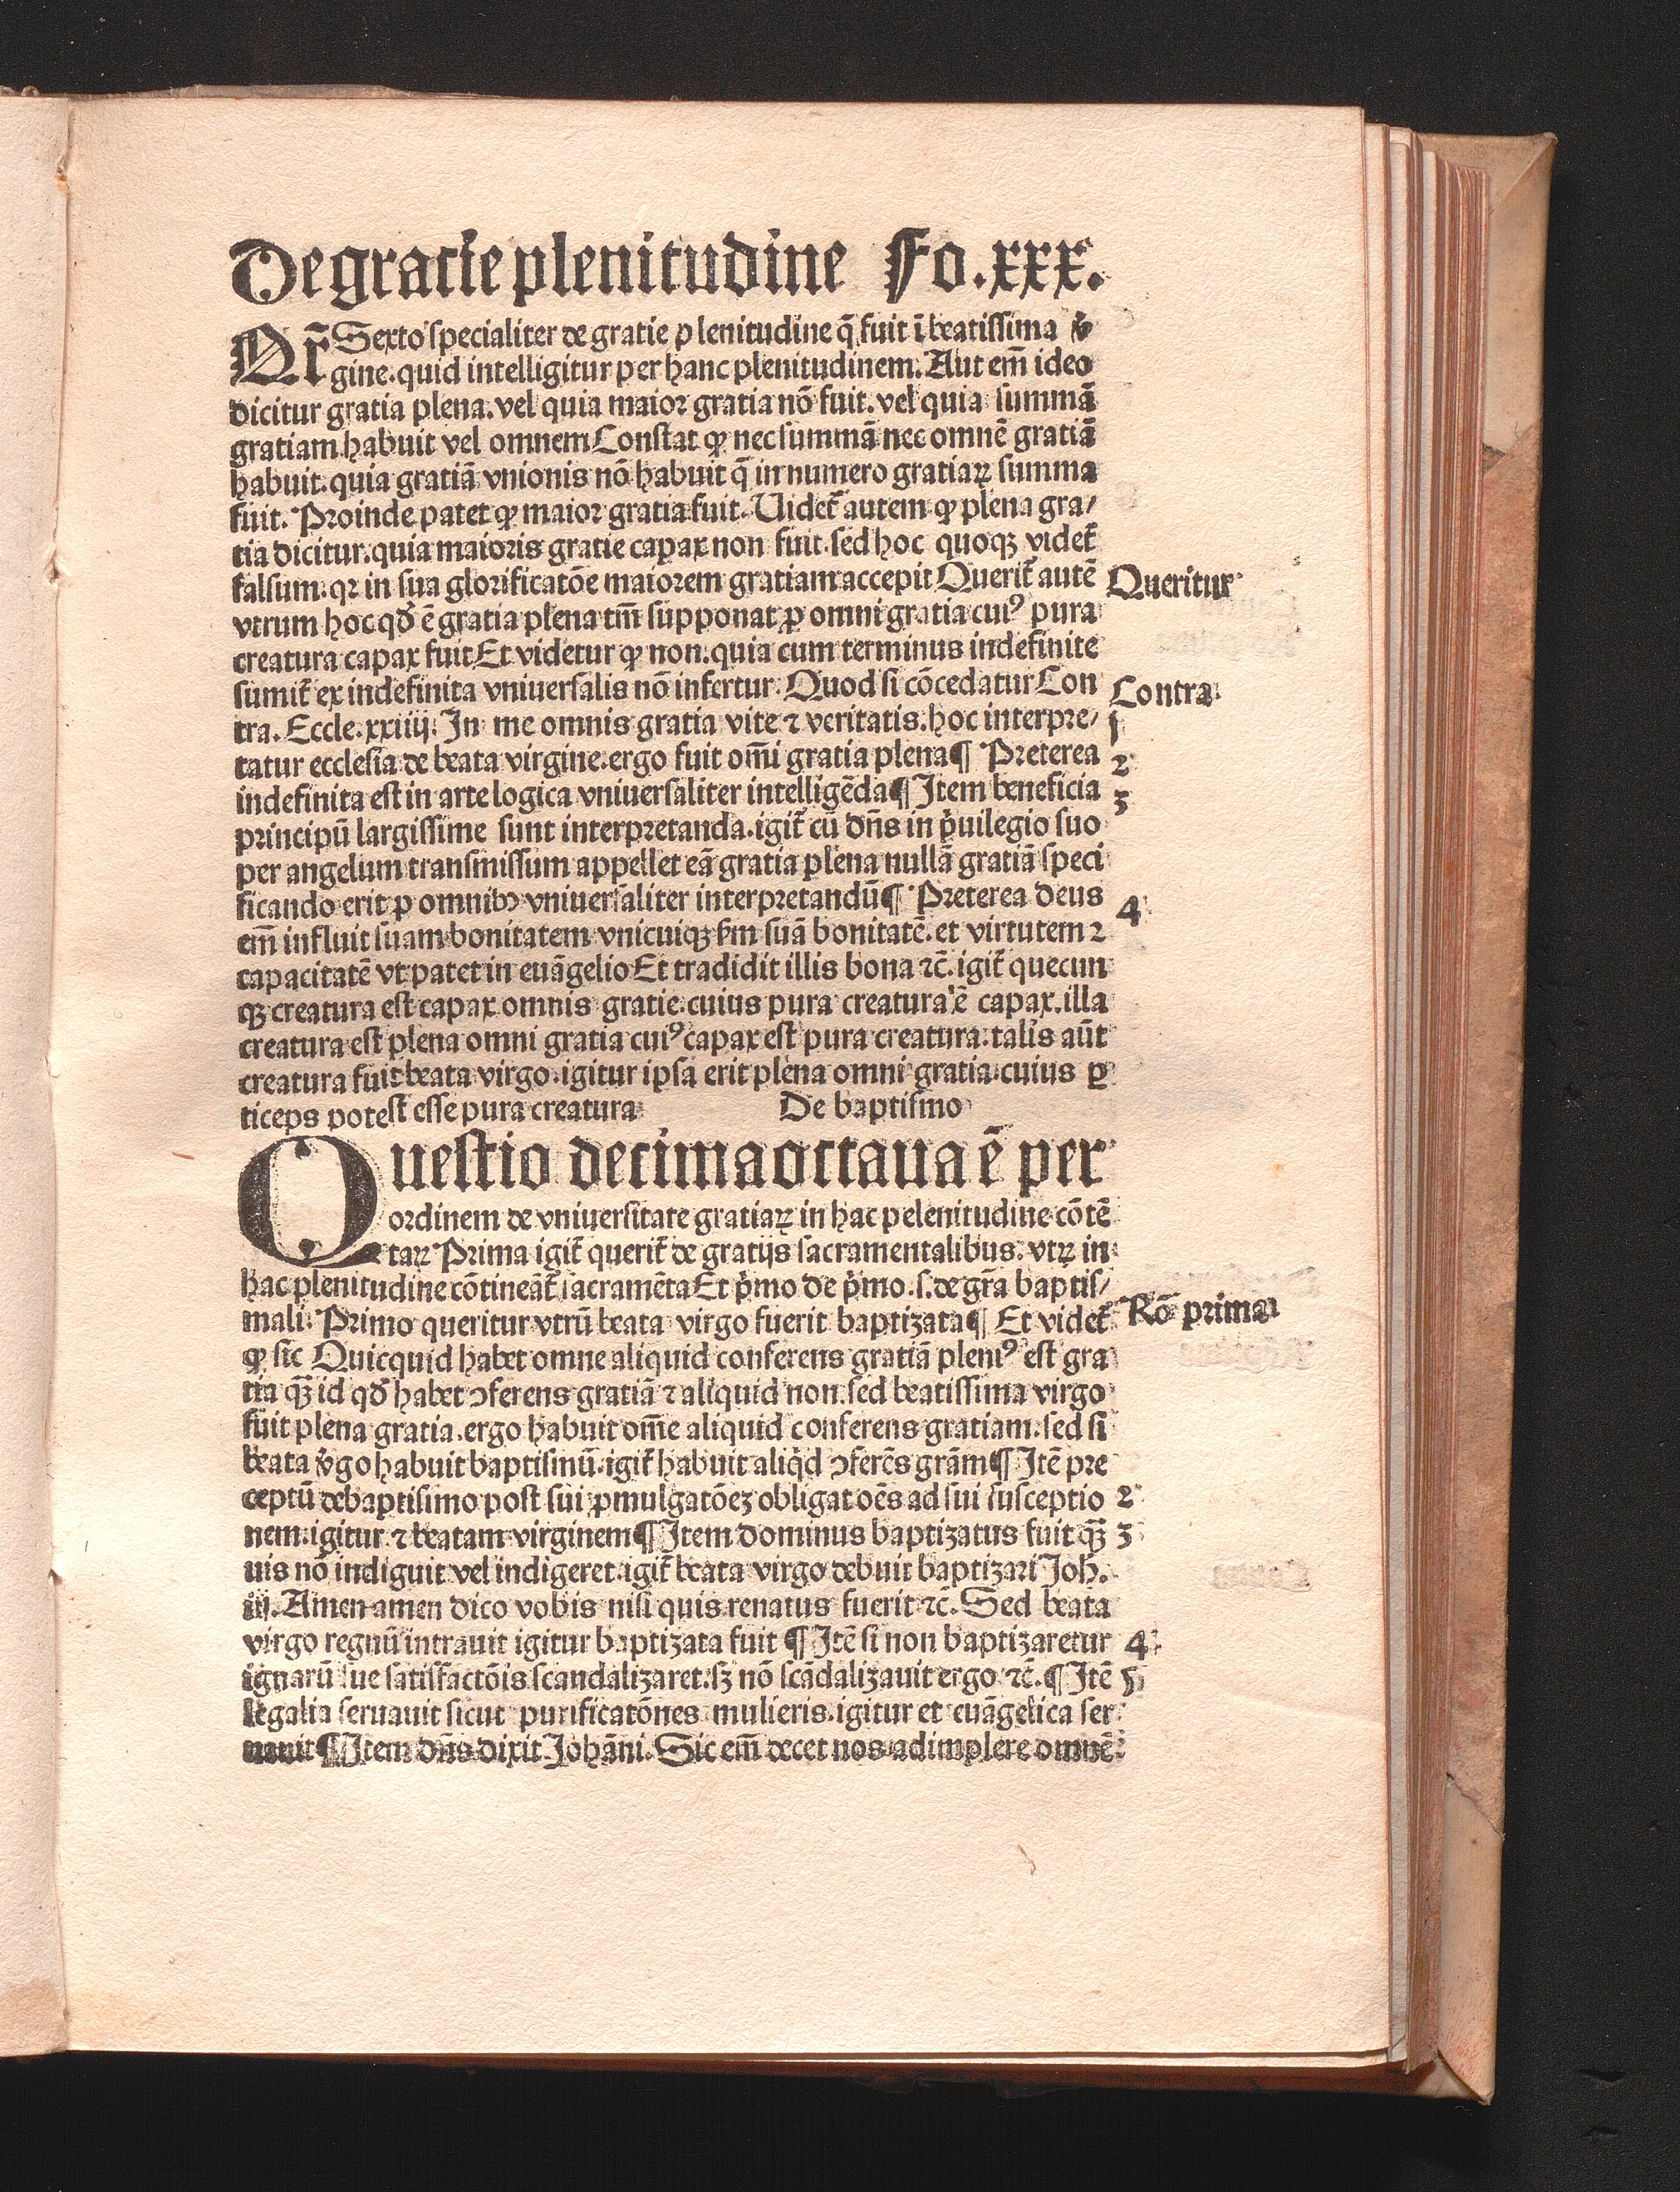 De gratie plenitudine Fo.xxx.
Qr̄ Sexto specialiter de gratie plenitudine q̄ fuit ī beatissima v̓
gine. quid intelligitur per hanc plenitudinem. Aut em̄ ideo
dicitur gratia plena. vel quia maior gratia nō fuit. vel quia summā
gratiam habuit vel omnem Constat ꝙ nec summā nec omnē gratiā
habuit. quia gratiā vnionis nō habuit q̄ in numero gratiaꝝ summa
fuit. Proinde patet ꝙ maior gratia fuit. Uidet᷑ autem ꝙ plena gra/
tia dicitur. quia maioris gratie capax non fuit. sed hoc quoqꝫ videt᷑
falsum. qꝛ in sua glorificatōe maiorem gratiam accepit Querit᷑ autē
Queritur
vtrum hoc qd̓ ē gratia plena tm̄ supponat ꝓ omni gratia cuiꝰ pura
creatura capax fuit Et videtur ꝙ non. quia cum terminus indefinite
sumit᷑ ex indefinita vniuersalis nō infertur. Quod si cōcedatur Con
Contra.
tra. Eccle. xxiiij. In me omnis gratia vite ⁊ veritatis. hoc interpre/
1
tatur ecclesia de beata virgine. ergo fuit om̄i gratia plena¶ Preterea
2
indefinita est in arte logica vniuersaliter intelligēda¶ Item beneficia
3
principū largissime sunt interpretanda. igit᷑ cū dn̄s in p̓uilegio suo
per angelum transmissum appellet eā gratia plena nullā gratiā speci
ficando erit ꝓ omnibꝫ vniuersaliter interpretandū¶ Preterea deus
4
em̄ influit suam bonitatem vnicuiqꝫ scḋm suā bonitatē. et virtutem ⁊
capacitatē vt patet in euāgelio Et tradidit illis bona ⁊c̄. igit᷑ quecun
qꝫ creatura est capax omnis gratie. cuius pura creatura ē capax. illa
creatura est plena omni gratia cuiꝰ capax est pura creatura. talis aūt
creatura fuit beata virgo. igitur ipsa erit plena omni gratia cuius ꝑ
ticeps potest esse pura creatura De baptismo
Questio decimaoctaua ē per
ordinem de vniuersitate gratiaꝝ in hac pelenitudine cōtē
taꝝ Prima igit᷑ querit᷑ de gratijs sacramentalibus. vtꝝ in
hac plenitudine cōtineāt᷑ sacramēta Et p̓mo de p̓mo. s. de gr̄a baptis/
mali. Primo queritur vtrū beata virgo fuerit baptizata¶ Et videt᷑
Rō prima
ꝙ sic Quicquid habet omne aliquid conferens gratiā pleniꝰ est gra
tia qꝫ̄ id qd̓ habet ꝯferens gratiā ⁊ aliquid non. sed beatissima virgo
fuit plena gratia. ergo habuit om̄e aliquid conferens gratiam. sed si
beata v̓go habuit baptismū. igit᷑ habuit aliq̓d ꝯferēs grām¶ Itē pre
ceptū de baptismo post sui ꝓmulgatōeꝫ obligat oēs ad sui susceptio
2
nem. igitur ⁊ beatam virginem¶ Item dominus baptizatus fuit qꝫ̄
3
uis nō indiguit vel indigeret. igit᷑ beata virgo debuit baptizari Joh.
iij. Amen amen dico vobis nisi quis renatus fuerit ⁊c̄. Sed beata
virgo regnū intrauit igitur baptizata fuit ¶ Itē si non baptizaretur
4
ignarū sue satisfactōis scandalizaret. sꝫ nō scādalizauit ergo ⁊c̄. ¶ Itē
5
legalia seruauit sicut purificatōnes mulieris. igitur et euāgelica ser
uauit ¶ Item dn̄s dixit Johāni. Sic em̄ decet nos adimplere omnē